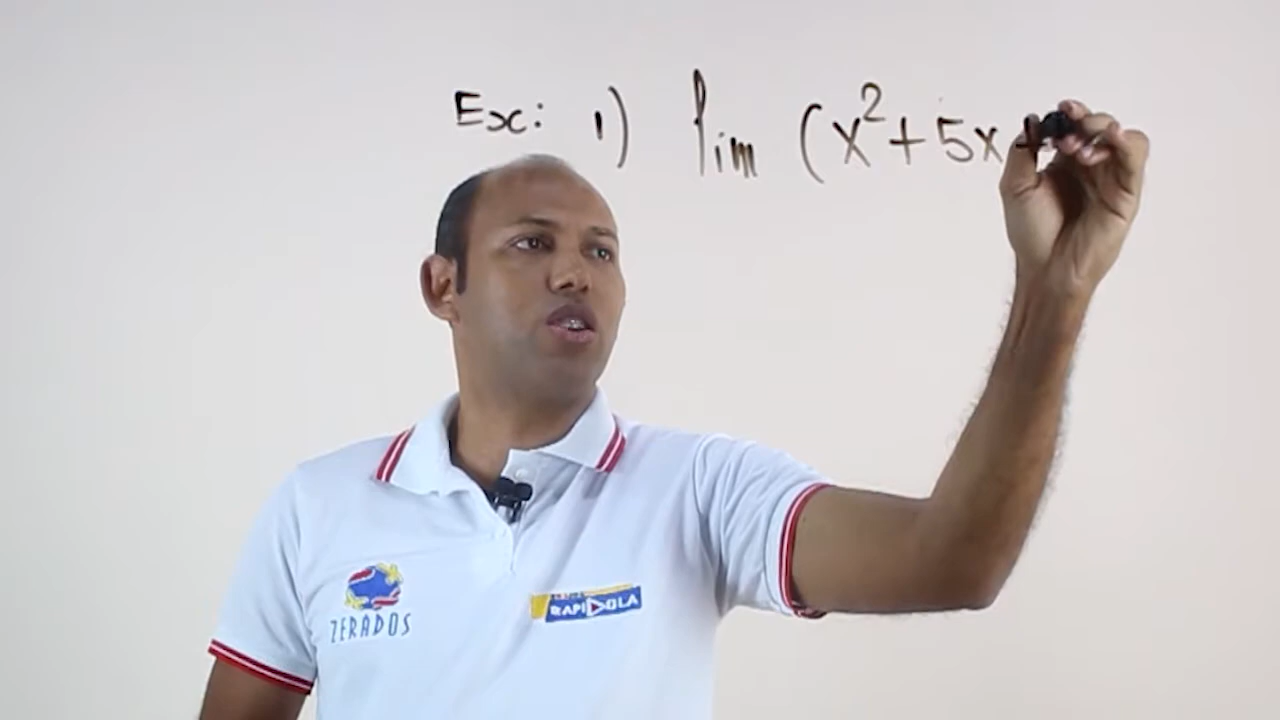 Ex: 1) lim (x²+5x+
ZERADOS
RAPIDOLA